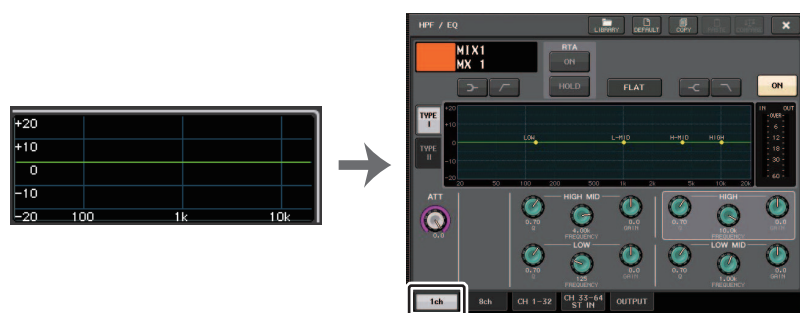 +20
+10
0
-10
-20 100 1k 10k
HPF / EQ
LIBRARY DEFAULT COPY PASTE COMPARE
MIX1
MX 1
RTA
ON
HOLD FLAT ON
TYPE I
TYPE II
+20
+10
0
-10
-20
LOW L-MID H-MID HIGH
20 50 100 200 500 1k 2k 5k 10k 20k
IN OUT
OVER
6
12
18
30
60
ATT
0.0
HIGH MID
0.70 4.00k 0.0
Q FREQUENCY GAIN
HIGH
0.70 10.0k 0.0
Q FREQUENCY GAIN
LOW
0.70 125 0.0
Q FREQUENCY GAIN
LOW MID
0.70 1.00k 0.0
Q FREQUENCY GAIN
1ch 8ch CH 1-32 CH 33-64 ST IN OUTPUT